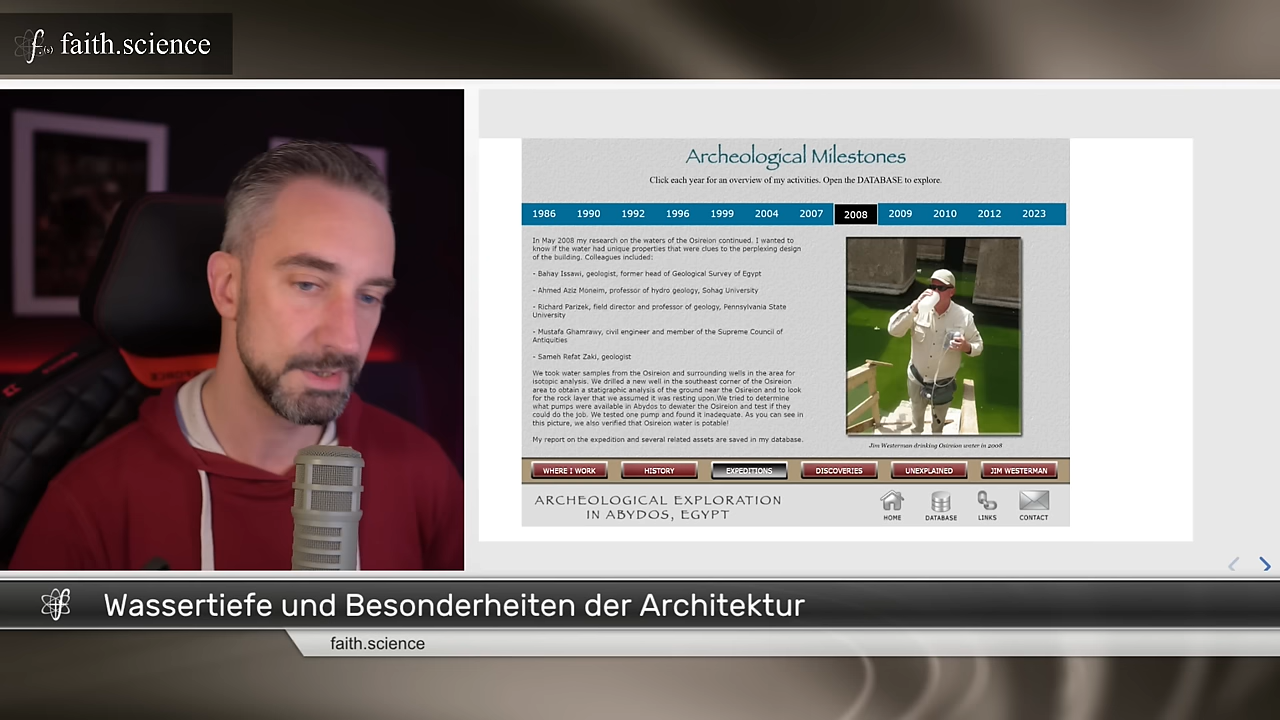 faith.science
Archeological Milestones
Click each year for an overview of my activities. Open the DATABASE to explore.
1986 1990 1992 1996 1999 2004 2007 2008 2009 2010 2012 2023
In May 2008 my research on the waters of the Osireion continued. I wanted to
know if the water had unique properties that were clues to the perplexing design
of the building. Colleagues included:
- Bahay Issawi, geologist, former head of Geological Survey of Egypt
- Ahmed Aziz Moneim, professor of hydro geology, Sohag University
- Richard Parizek, field director and professor of geology, Pennsylvania State
University
- Mustafa Ghamrawy, civil engineer and member of the Supreme Council of
Antiquities
- Sameh Refat Zaki, geologist
We took water samples from the Osireion and surrounding wells in the area for
isotopic analysis. We drilled a new well in the southeast corner of the Osireion
area to obtain a statigraphic analysis of the ground near the Osireion and to look
for the rock layer that we assumed it was resting upon.We tried to determine
what pumps were available in Abydos to dewater the Osireion and test if they
could do the job. We tested one pump and found it inadequate. As you can see in
this picture, we also verified that Osireion water is potable!
My report on the expedition and several related assets are saved in my database.
Jim Westerman drinking Osireion water in 2008
WHERE I WORK HISTORY EXPEDITIONS DISCOVERIES UNEXPLAINED JIM WESTERMAN
ARCHEOLOGICAL EXPLORATION
IN ABYDOS, EGYPT
HOME DATABASE LINKS CONTACT
Wassertiefe und Besonderheiten der Architektur
faith.science